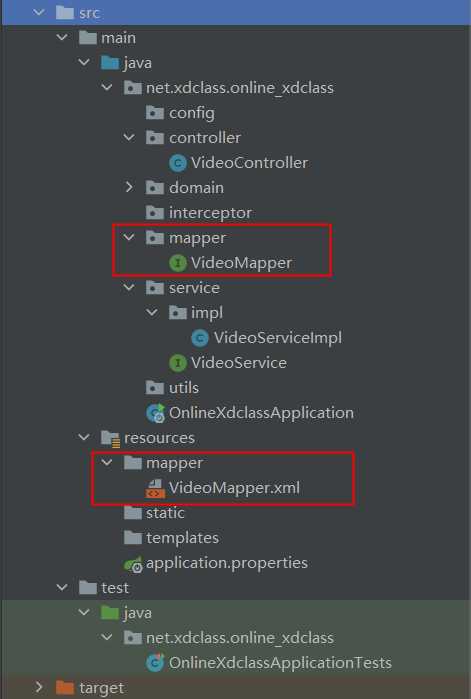 src
main
java
net.xdclass.online_xdclass
config
controller
VideoController
domain
interceptor
mapper
VideoMapper
service
impl
VideoServiceImpl
VideoService
utils
OnlineXdclassApplication
resources
mapper
VideoMapper.xml
static
templates
application.properties
test
java
net.xdclass.online_xdclass
OnlineXdclassApplicationTests
target